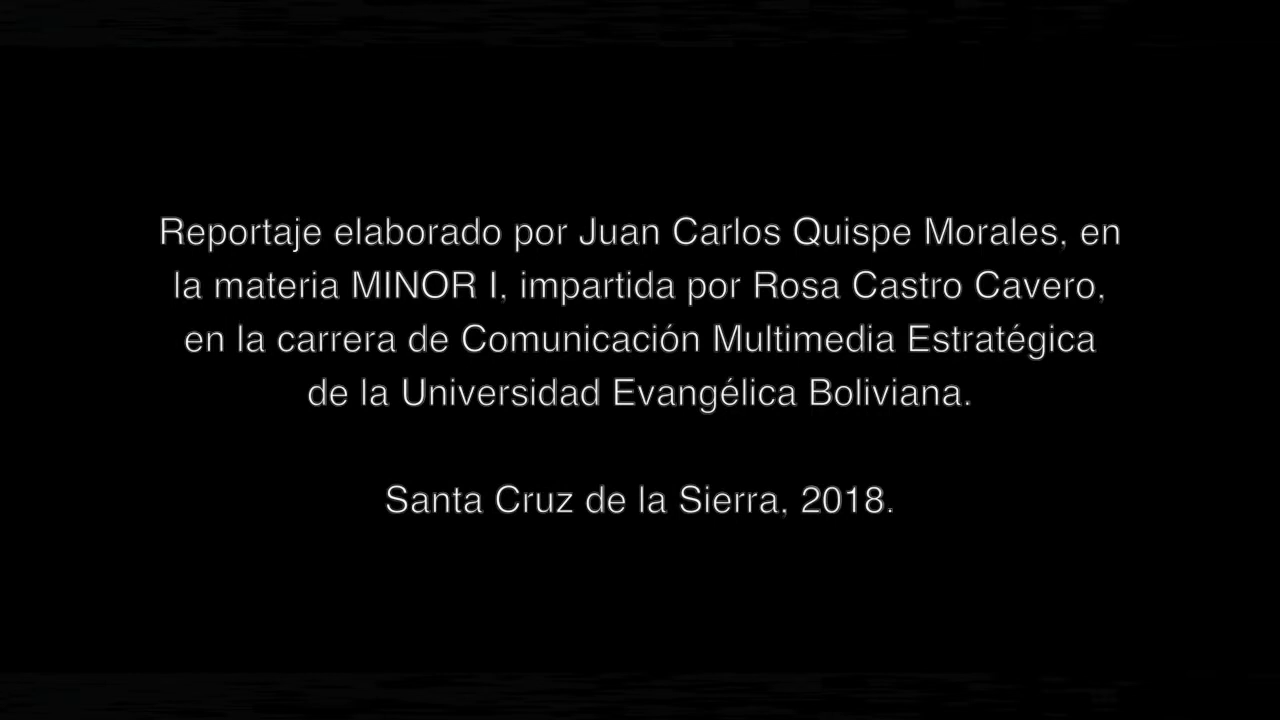 Reportaje elaborado por Juan Carlos Quispe Morales, en
la materia MINOR I, impartida por Rosa Castro Cavero,
en la carrera de Comunicación Multimedia Estratégica
de la Universidad Evangélica Boliviana.
Santa Cruz de la Sierra, 2018.